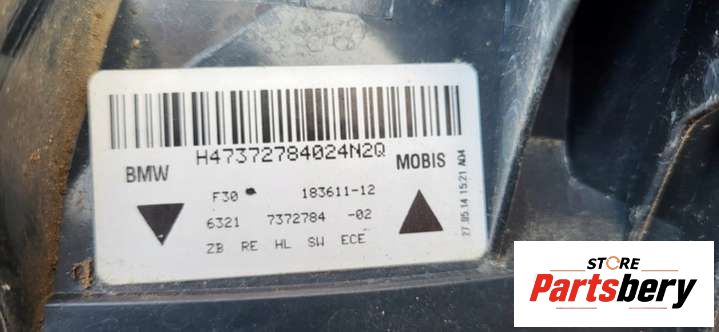 H47372784024N2Q
BMW
MOBIS
F30 183611-12
6321 7372784 -02
ZB RE HL SW ECE
27.05.14 15:21 A04
STORE
Partsbery